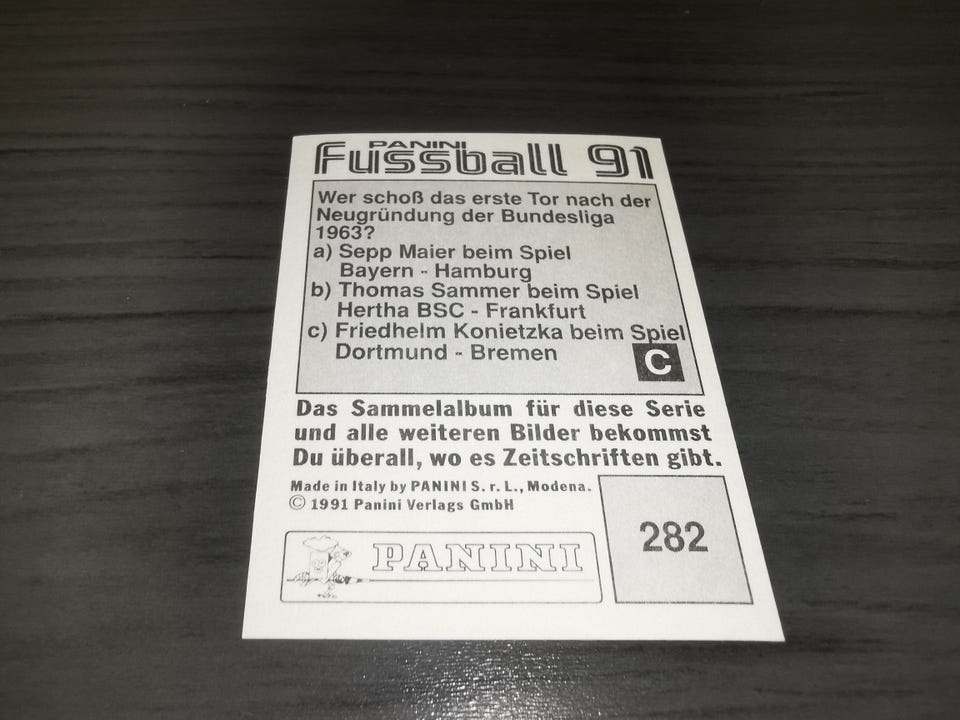 PANINI
Fussball 91
Wer schoß das erste Tor nach der
Neugründung der Bundesliga
1963?
a) Sepp Maier beim Spiel
Bayern - Hamburg
b) Thomas Sammer beim Spiel
Hertha BSC - Frankfurt
c) Friedhelm Konietzka beim Spiel
Dortmund - Bremen
C
Das Sammelalbum für diese Serie
und alle weiteren Bilder bekommst
Du überall, wo es Zeitschriften gibt.
Made in Italy by PANINI S. r. L., Modena.
© 1991 Panini Verlags GmbH
PANINI
282